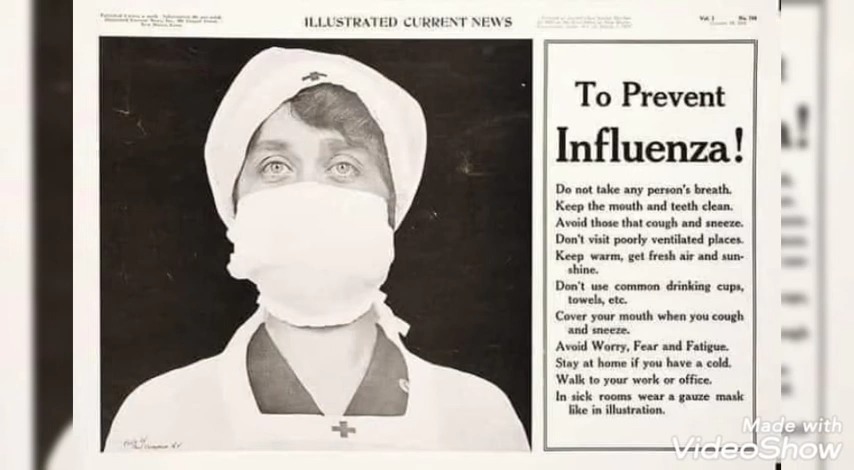 ILLUSTRATED CURRENT NEWS
Vol. 1
To Prevent
Influenza!
Do not take any person's breath.
Keep the mouth and teeth clean.
Avoid those that cough and sneeze.
Don't visit poorly ventilated places.
Keep warm, get fresh air and sun-
shine.
Don't use common drinking cups,
towels, etc.
Cover your mouth when you cough
and sneeze.
Avoid Worry, Fear and Fatigue.
Stay at home if you have a cold.
Walk to your work or office.
In sick rooms wear a gauze mask
like in illustration.
Made with
VideoShow